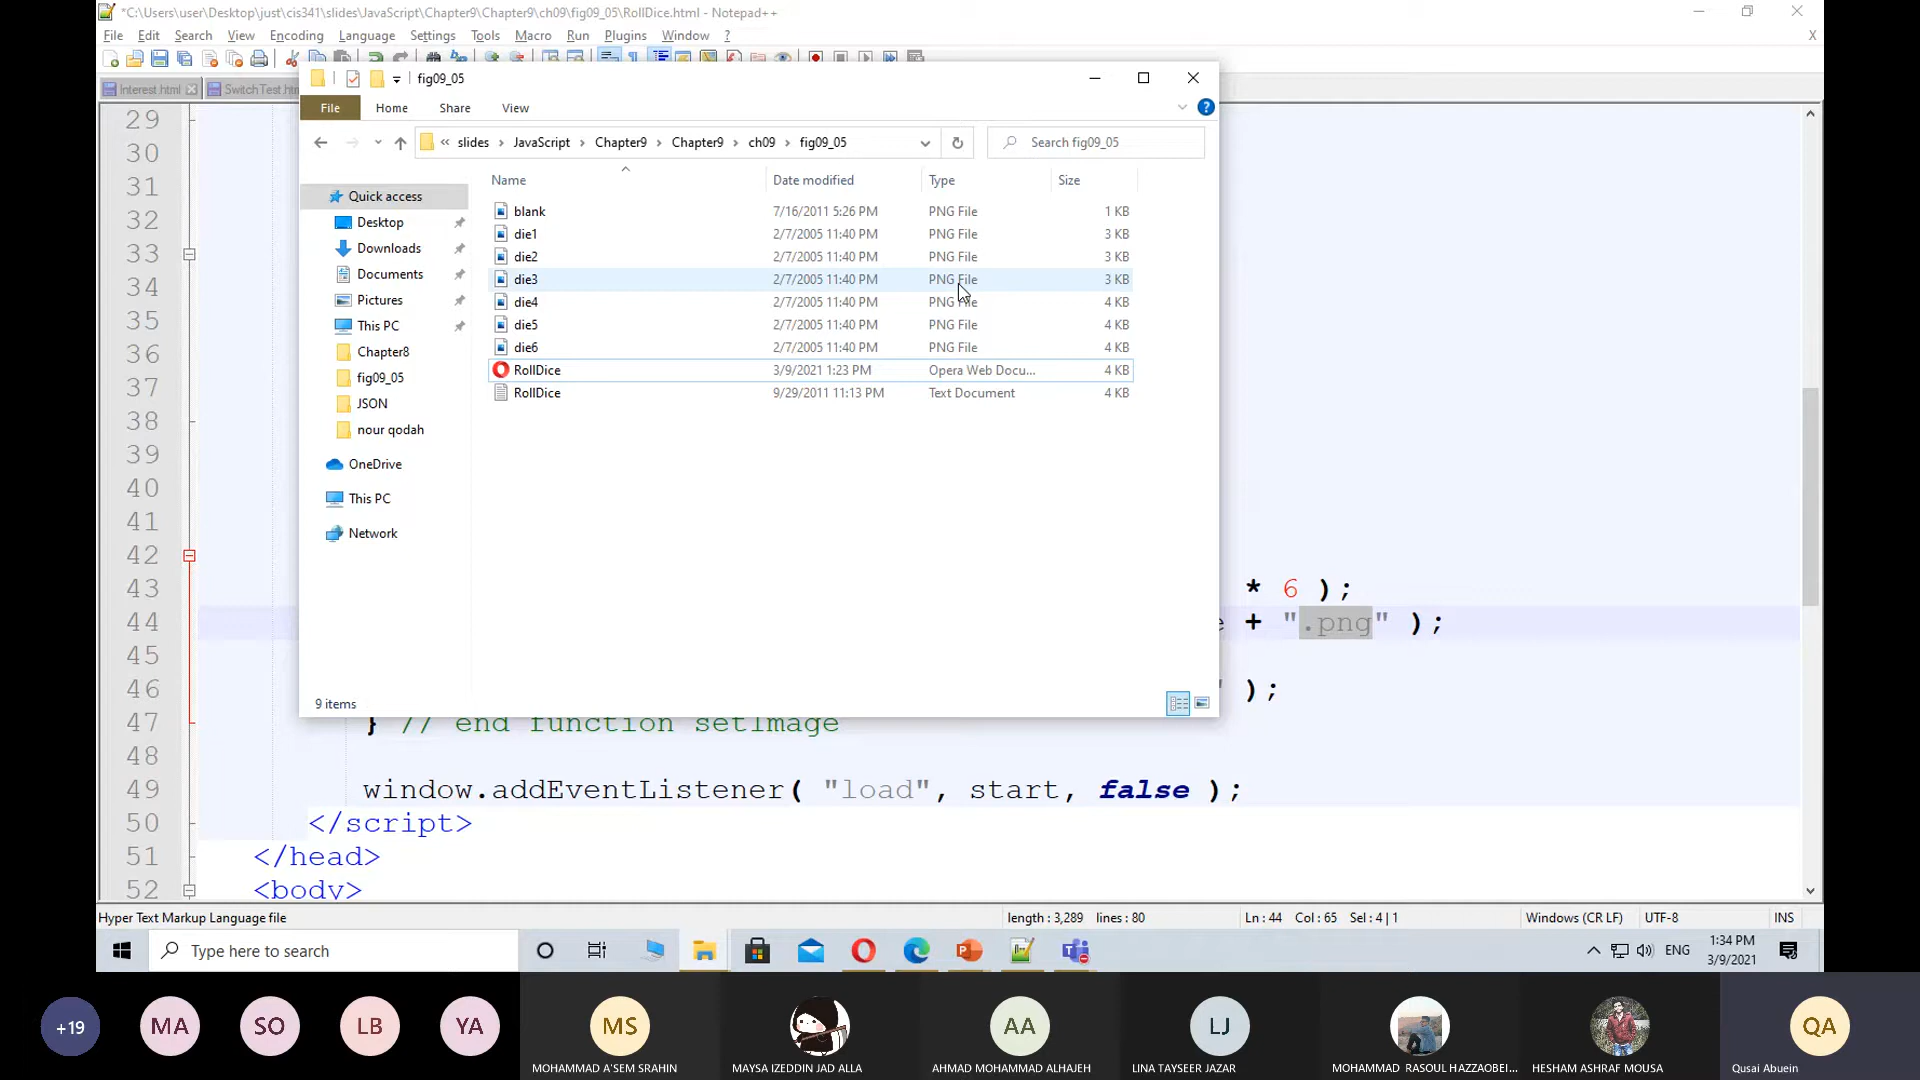 *C:\Users\user\Desktop\just\cis341\slides\JavaScript\Chapter9\Chapter9\ch09\fig09_05\RollDice.html - Notepad++
File Edit Search View Encoding Language Settings Tools Macro Run Plugins Window ? X
Interest.html SwitchTest.htm
fig09_05
File Home Share View
« slides › JavaScript › Chapter9 › Chapter9 › ch09 › fig09_05
Search fig09_05
Name Date modified Type Size
Quick access
Desktop
Downloads
Documents
Pictures
This PC
Chapter8
fig09_05
JSON
nour qodah
OneDrive
This PC
Network
blank 7/16/2011 5:26 PM PNG File 1 KB
die1 2/7/2005 11:40 PM PNG File 3 KB
die2 2/7/2005 11:40 PM PNG File 3 KB
die3 2/7/2005 11:40 PM PNG File 3 KB
die4 2/7/2005 11:40 PM PNG File 4 KB
die5 2/7/2005 11:40 PM PNG File 4 KB
die6 2/7/2005 11:40 PM PNG File 4 KB
RollDice 3/9/2021 1:23 PM Opera Web Docu... 4 KB
RollDice 9/29/2011 11:13 PM Text Document 4 KB
9 items
29
30
31
32
33
34
35
36
37
38
39
40
41
42
43 * 6 );
44 + ".png" );
45
46 );
47 } // end function setImage
48
49 window.addEventListener( "load", start, false );
50 </script>
51 </head>
52 <body>
Hyper Text Markup Language file length : 3,289 lines : 80 Ln : 44 Col : 65 Sel : 4 | 1 Windows (CR LF) UTF-8 INS
Type here to search
ENG
1:34 PM
3/9/2021
+19
MA
SO
LB
YA
MS
AA
LJ
QA
MOHAMMAD A'SEM SRAHIN
MAYSA IZEDDIN JAD ALLA
AHMAD MOHAMMAD ALHAJEH
LINA TAYSEER JAZAR
MOHAMMAD RASOUL HAZZAOBEI...
HESHAM ASHRAF MOUSA
Qusai Abuein